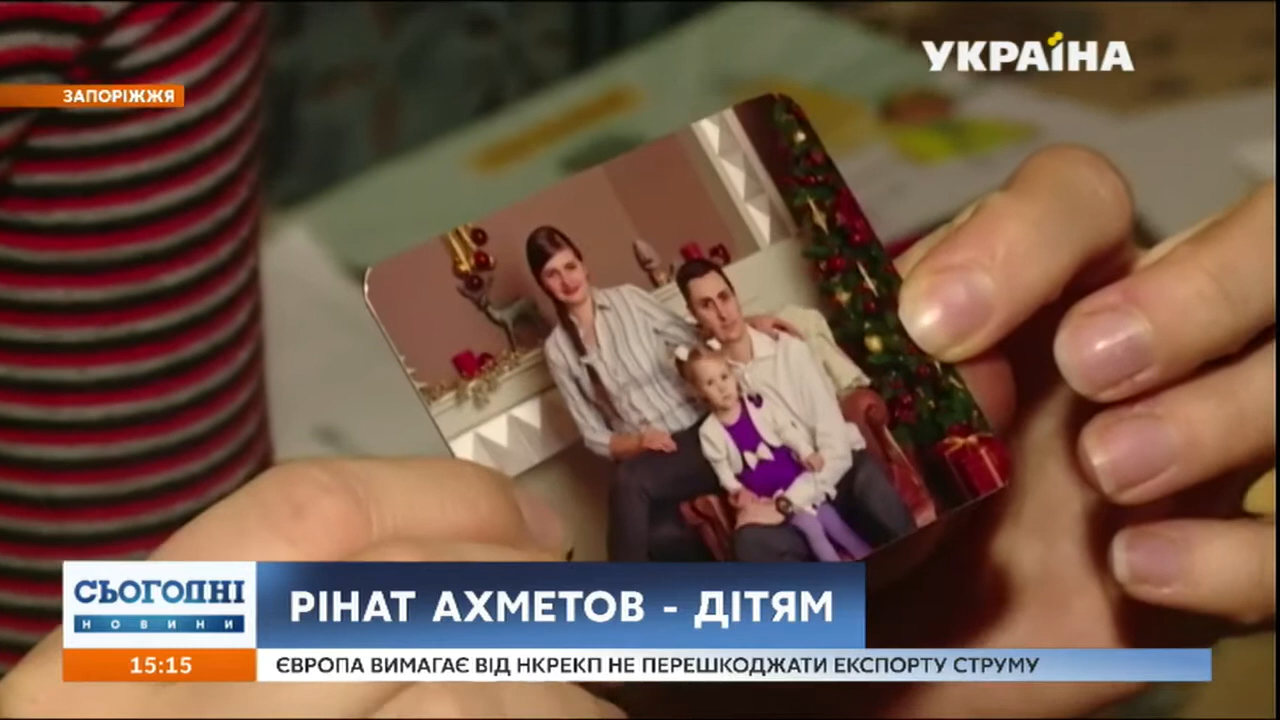 УКРАЇНА
ЗАПОРІЖЖЯ
СЬОГОДНІ
НОВИНИ
РІНАТ АХМЕТОВ - ДІТЯМ
15:15
ЄВРОПА ВИМАГАЄ ВІД НКРЕКП НЕ ПЕРЕШКОДЖАТИ ЕКСПОРТУ СТРУМУ